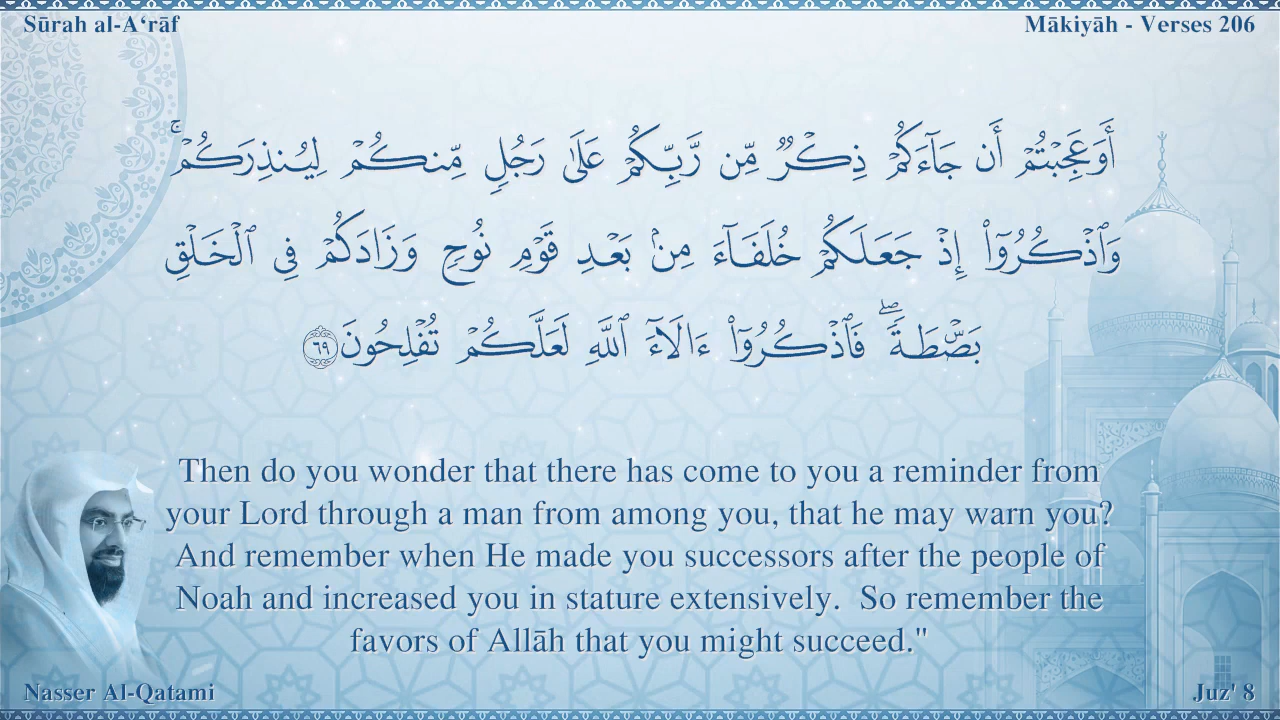 Sūrah al-A‘rāf
Mākiyāh - Verses 206
أَوَعَجِبْتُمْ أَن جَآءَكُمْ ذِكْرٌ مِّن رَّبِّكُمْ عَلَىٰ رَجُلٍ مِّنكُمْ لِيُنذِرَكُمْ ۚ
وَٱذْكُرُوٓا۟ إِذْ جَعَلَكُمْ خُلَفَآءَ مِنۢ بَعْدِ قَوْمِ نُوحٍ وَزَادَكُمْ فِى ٱلْخَلْقِ
بَصْۜطَةً ۖ فَٱذْكُرُوٓا۟ ءَالَآءَ ٱللَّهِ لَعَلَّكُمْ تُفْلِحُونَ ٦٩
Then do you wonder that there has come to you a reminder from
your Lord through a man from among you, that he may warn you?
And remember when He made you successors after the people of
Noah and increased you in stature extensively.  So remember the
favors of Allāh that you might succeed."
Nasser Al-Qatami
Juz' 8